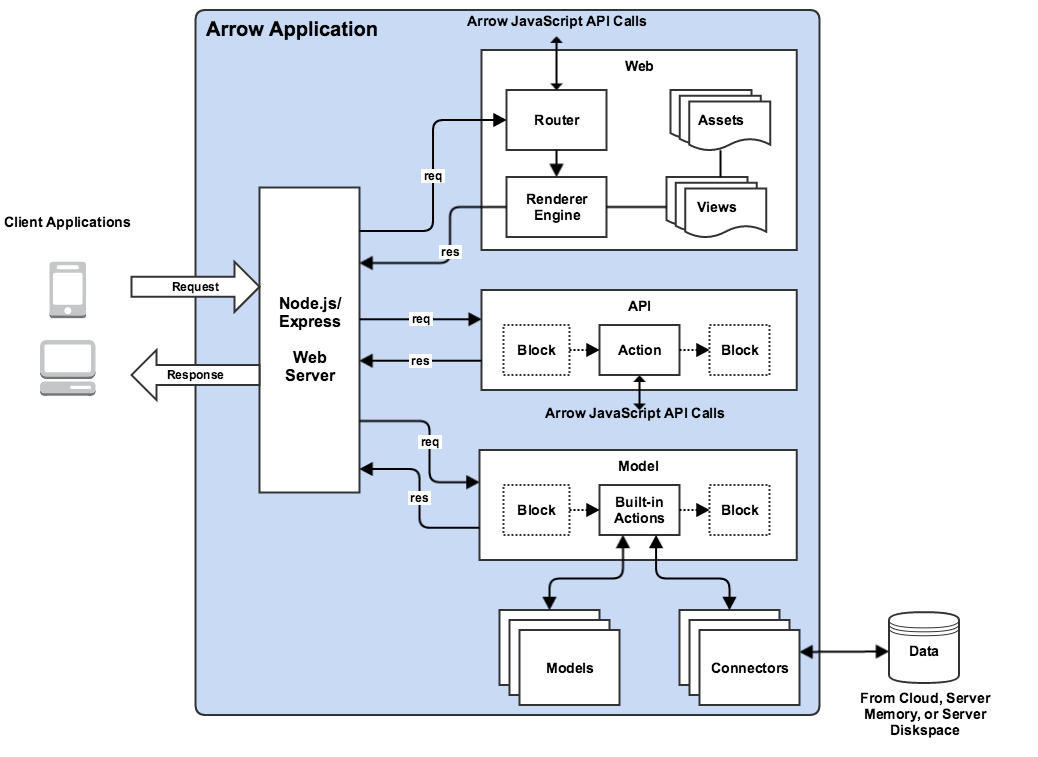 Arrow Application
Arrow JavaScript API Calls
Web
Router
Assets
req
Renderer
Engine
Views
res
Client Applications
Request
Response
Node.js/
Express
Web
Server
API
req
Block
Action
Block
res
Arrow JavaScript API Calls
req
Model
res
Block
Built-in
Actions
Block
Models
Connectors
Data
From Cloud, Server
Memory, or Server
Diskspace